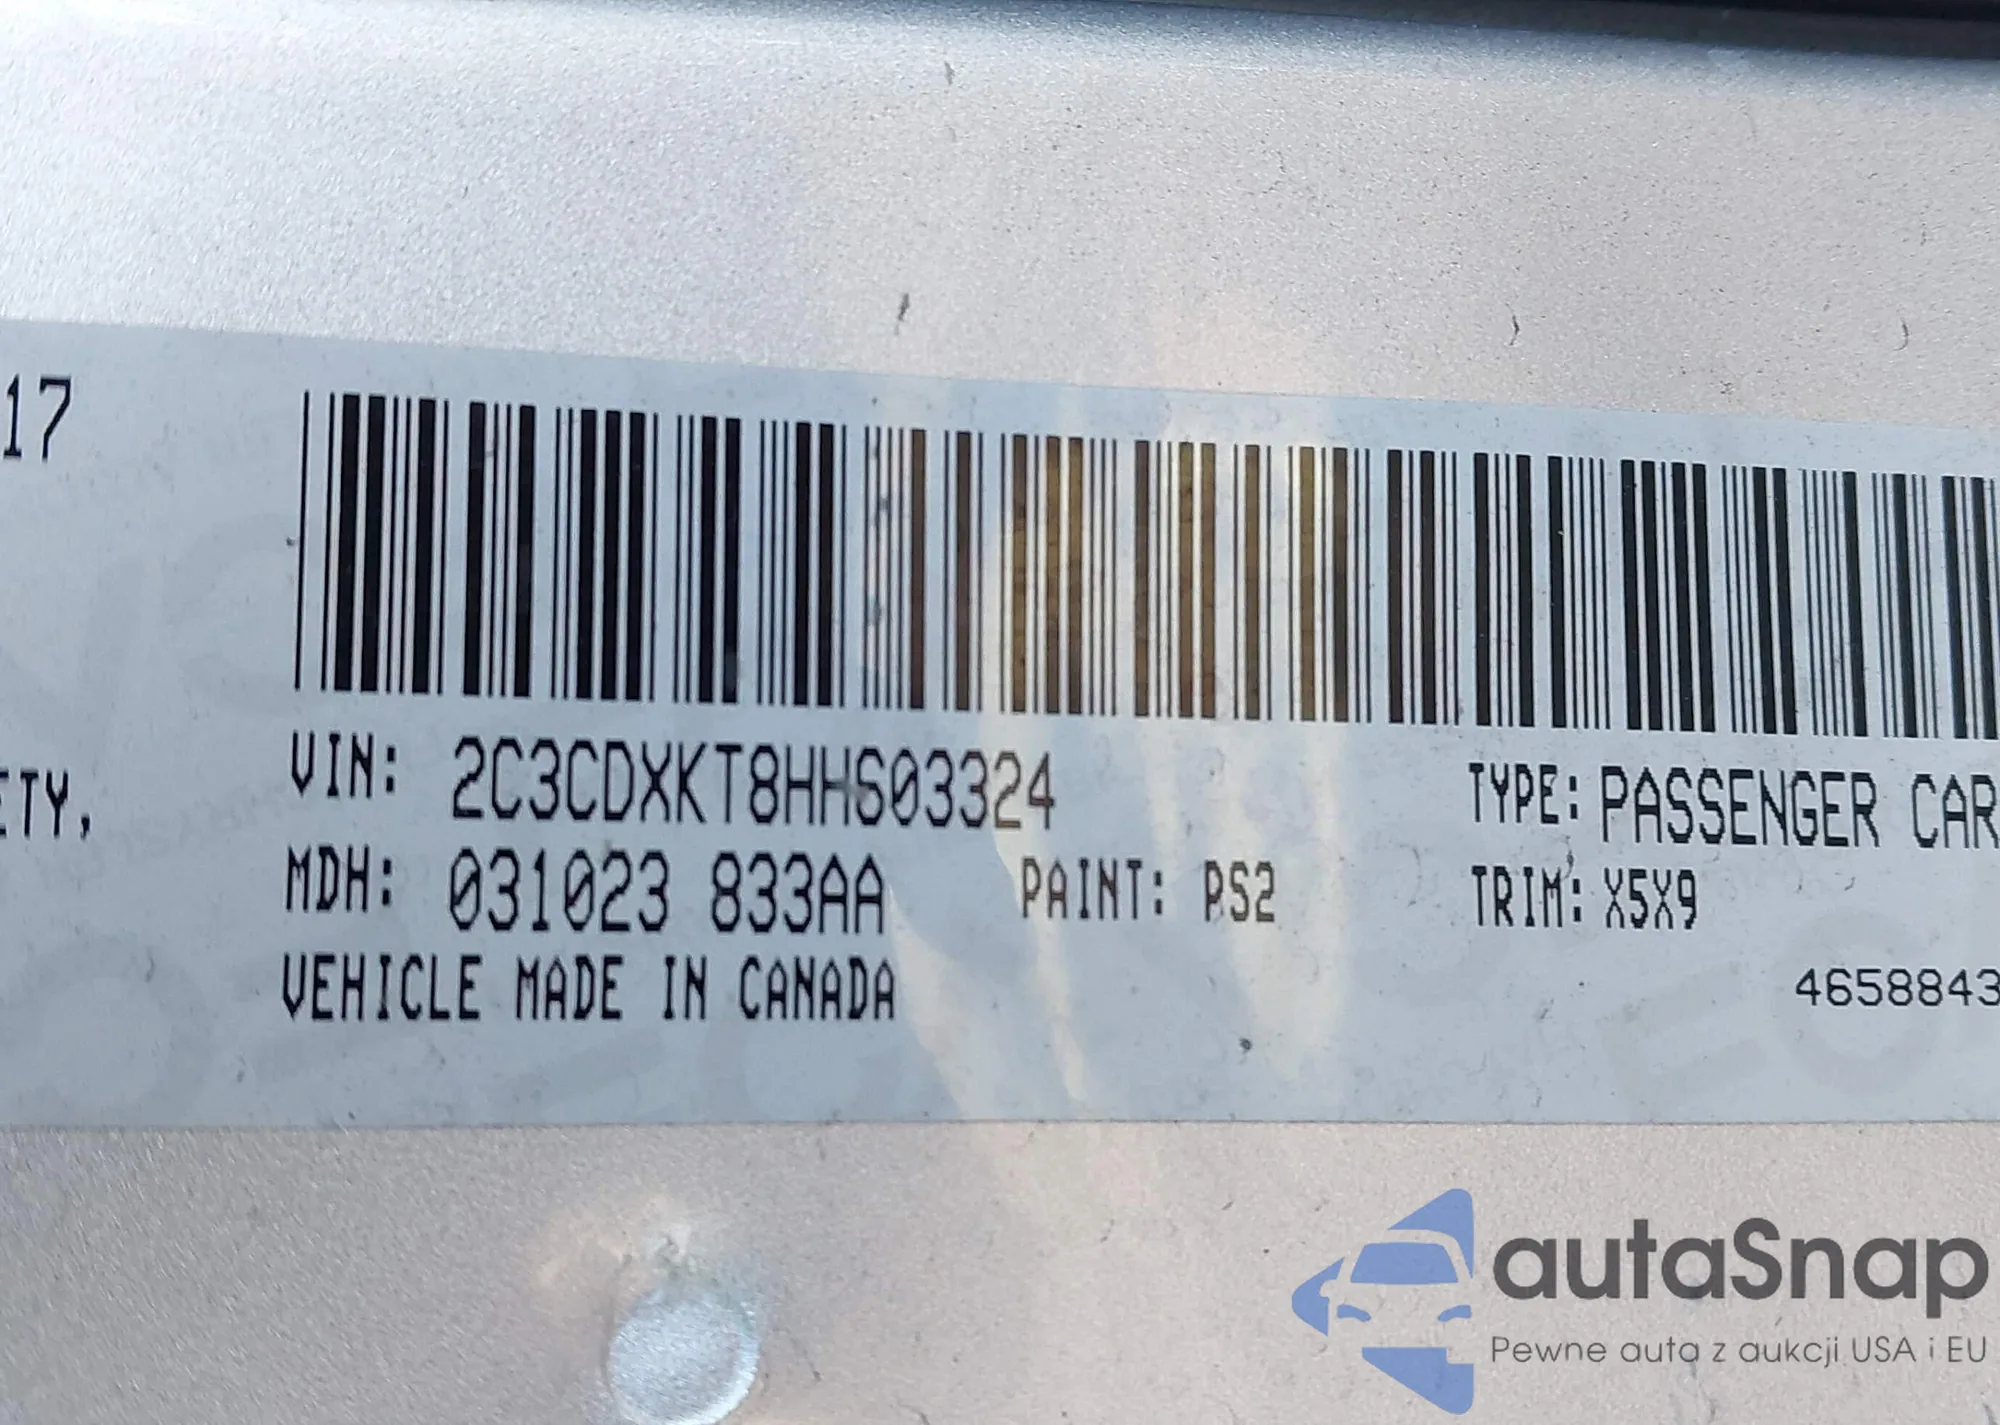 17
ETY,
VIN: 2C3CDXKT8HH603324
TYPE: PASSENGER CAR
MDH: 031023 833AA
PAINT: PS2
TRIM: X5X9
VEHICLE MADE IN CANADA
4658843
autaSnap
Pewne auta z aukcji USA i EU